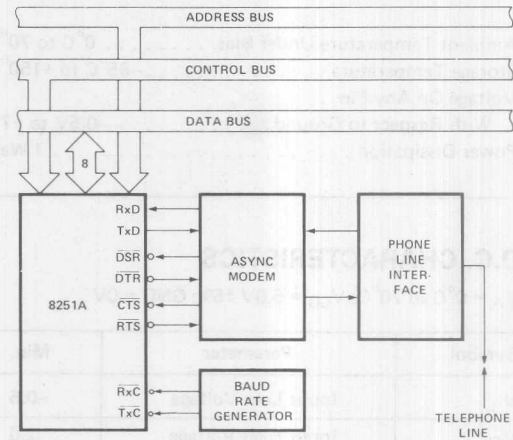 ADDRESS BUS
CONTROL BUS
DATA BUS
8
8251A
RxD
TxD
DSR
DTR
CTS
RTS
RxC
TxC
ASYNC
MODEM
BAUD
RATE
GENERATOR
PHONE
LINE
INTER-
FACE
TELEPHONE
LINE